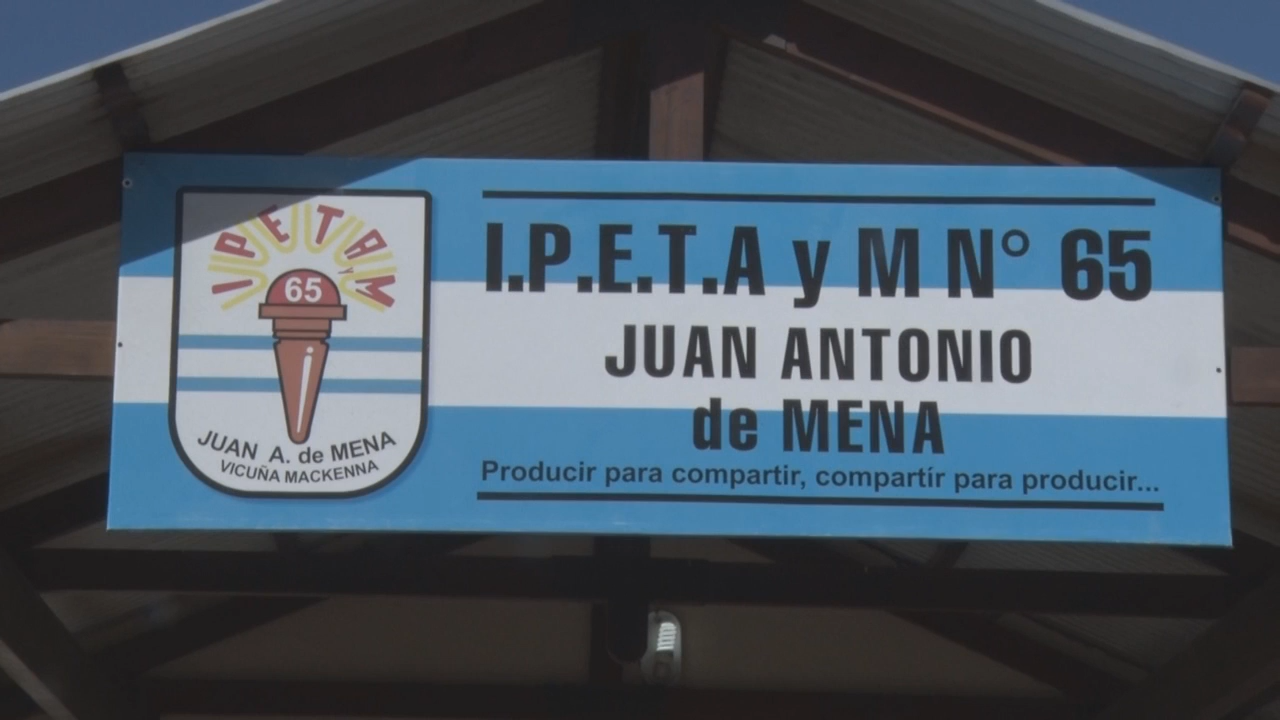 IPETAyM
65
JUAN A. de MENA
VICUÑA MACKENNA
I.P.E.T.A y M N° 65
JUAN ANTONIO
de MENA
Producir para compartir, compartír para producir...